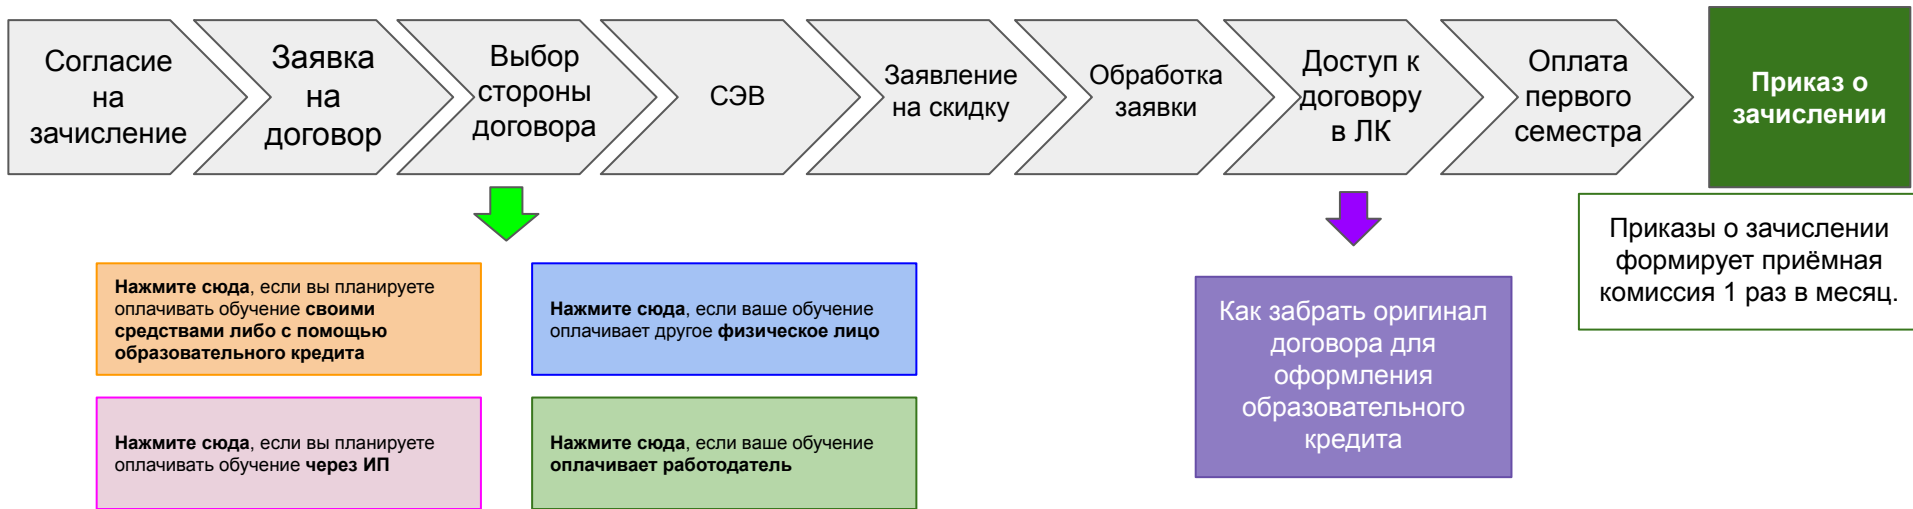 Согласие
на
зачисление
Заявка
на
договор
Выбор
стороны
договора
СЭВ
Заявление
на скидку
Обработка
заявки
Доступ к
договору
в ЛК
Оплата
первого
семестра
Приказ о
зачислении
Приказы о зачислении
формирует приёмная
комиссия 1 раз в месяц.
Нажмите сюда, если вы планируете
оплачивать обучение своими
средствами либо с помощью
образовательного кредита
Нажмите сюда, если ваше обучение
оплачивает другое физическое лицо
Нажмите сюда, если вы планируете
оплачивать обучение через ИП
Нажмите сюда, если ваше обучение
оплачивает работодатель
Как забрать оригинал
договора для
оформления
образовательного
кредита